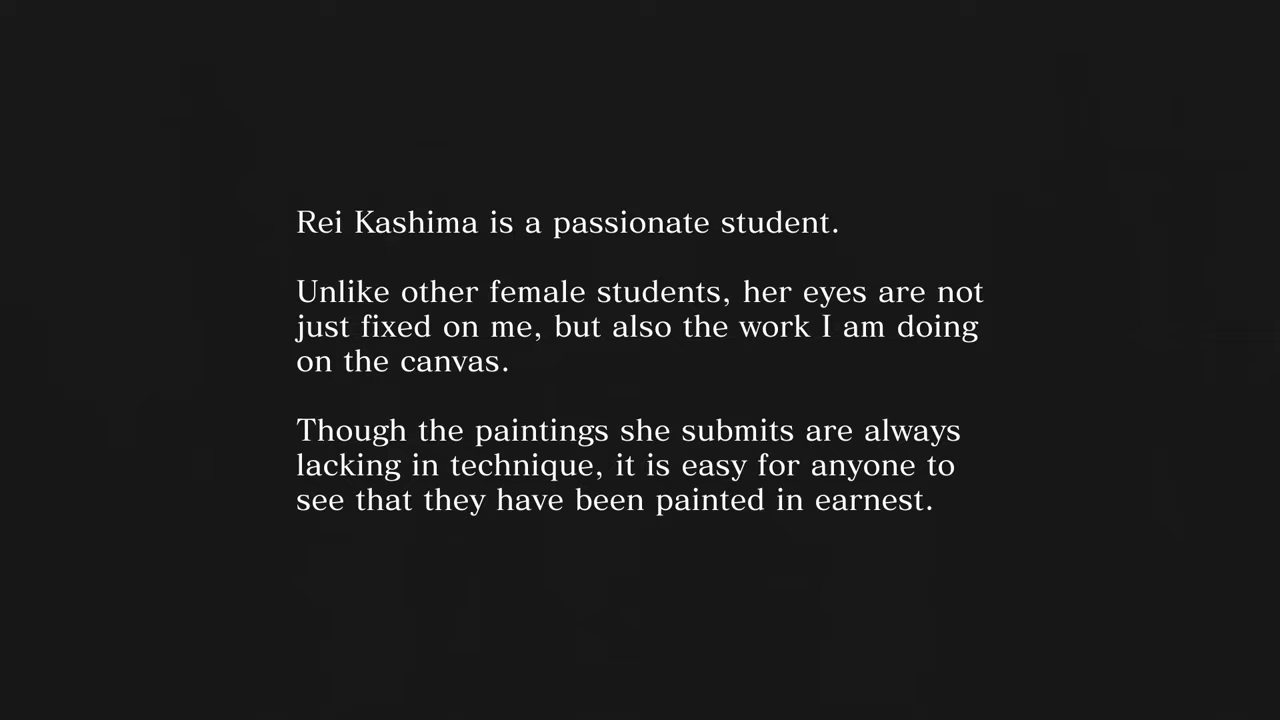 Rei Kashima is a passionate student.
Unlike other female students, her eyes are not
just fixed on me, but also the work I am doing
on the canvas.
Though the paintings she submits are always
lacking in technique, it is easy for anyone to
see that they have been painted in earnest.